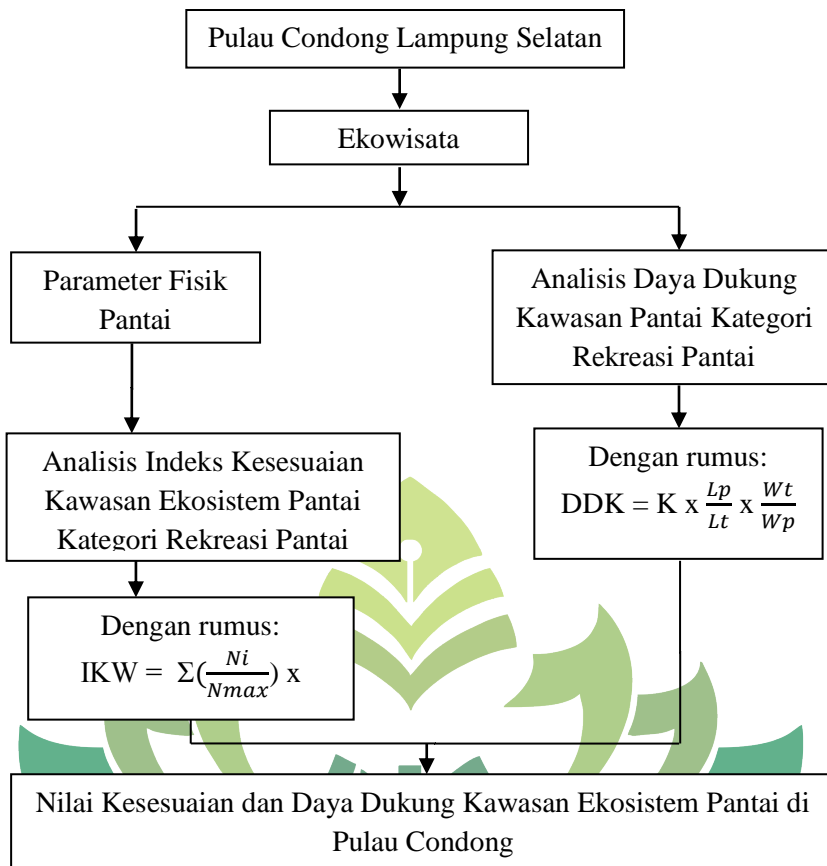 Pulau Condong Lampung Selatan
Ekowisata
Parameter Fisik
Pantai
Analisis Indeks Kesesuaian
Kawasan Ekosistem Pantai
Kategori Rekreasi Pantai
Dengan rumus:
IKW = Σ(Ni/Nmax) x
Analisis Daya Dukung
Kawasan Pantai Kategori
Rekreasi Pantai
Dengan rumus:
DDK = K x Lp/Lt x Wt/Wp
Nilai Kesesuaian dan Daya Dukung Kawasan Ekosistem Pantai di
Pulau Condong